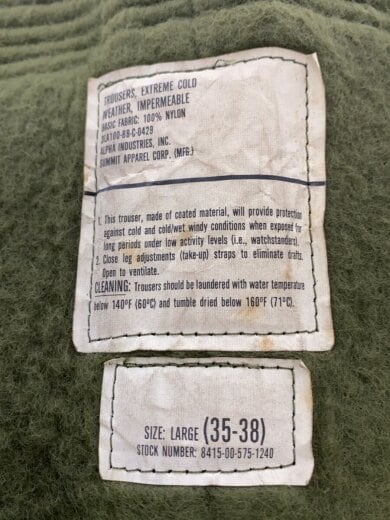 TROUSERS, EXTREME COLD
WEATHER, IMPERMEABLE
BASIC FABRIC: 100% NYLON
DLA100-88-C-0429
ALPHA INDUSTRIES, INC.
SUMMIT APPAREL CORP. (MFG.)
1. This trouser, made of coated material, will provide protection
against cold and cold/wet windy conditions when exposed for
long periods under low activity levels (i.e., watchstanders).
2. Close leg adjustments (take-up) straps to eliminate drafts.
Open to ventilate.
CLEANING: Trousers should be laundered with water temperature
below 140°F (60°C) and tumble dried below 160°F (71°C).
SIZE: LARGE (35-38)
STOCK NUMBER: 8415-00-575-1240